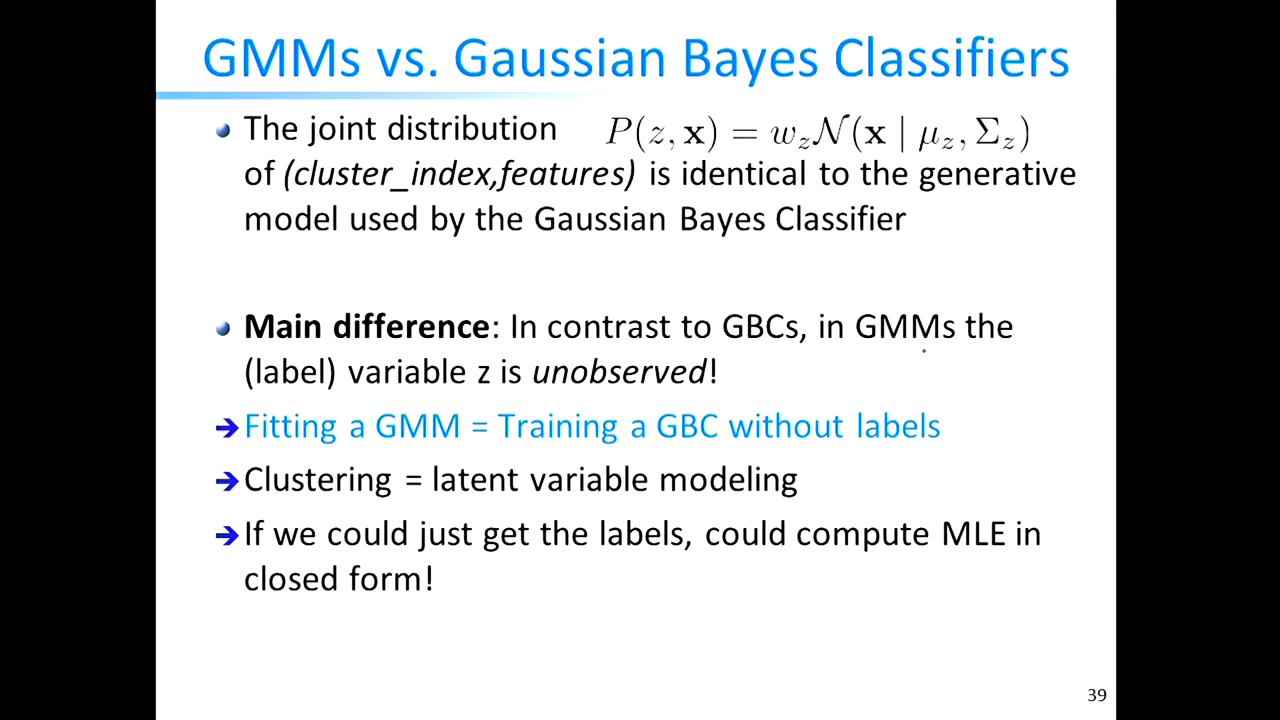 GMMs vs. Gaussian Bayes Classifiers
The joint distribution P(z, x) = w_z 𝒩(x | μ_z, Σ_z)
of (cluster_index,features) is identical to the generative
model used by the Gaussian Bayes Classifier
Main difference: In contrast to GBCs, in GMMs the
(label) variable z is unobserved!
➔ Fitting a GMM = Training a GBC without labels
➔ Clustering = latent variable modeling
➔ If we could just get the labels, could compute MLE in
closed form!
39